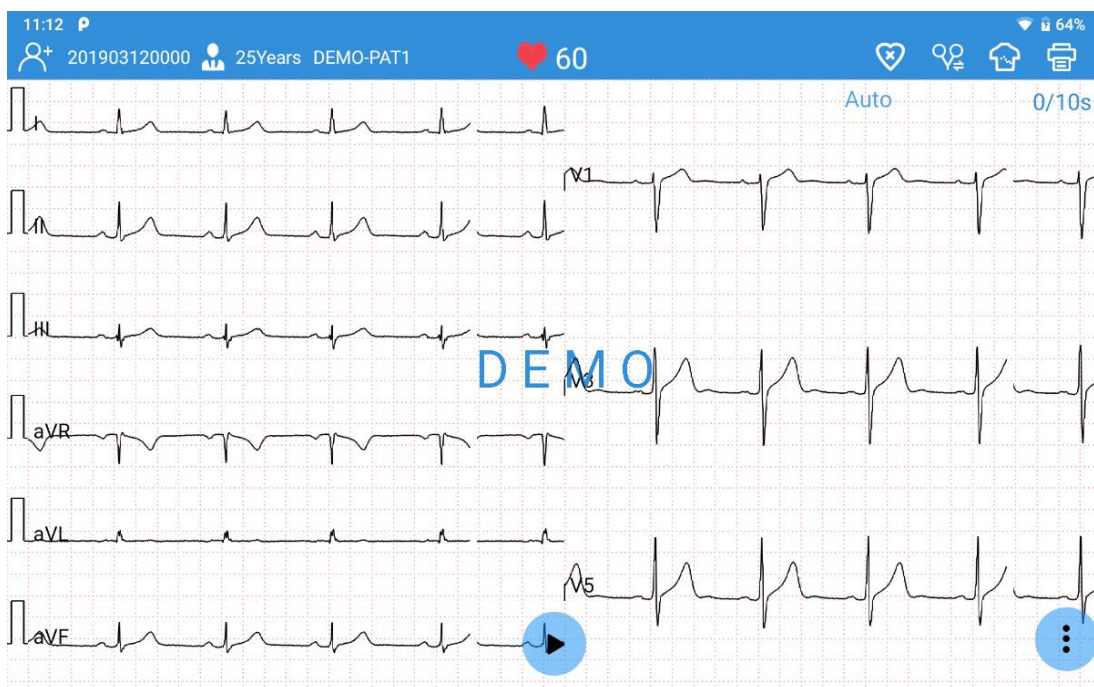 11:12 64%
201903120000 25Years DEMO-PAT1 60
Auto 0/10s
I
V1
II
III
DEMO
V3
aVR
aVL
V5
aVF